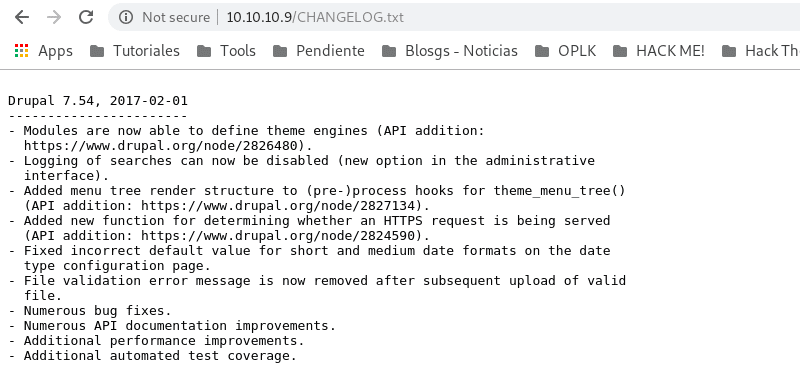 Not secure | 10.10.10.9/CHANGELOG.txt
Apps Tutoriales Tools Pendiente Blosgs - Noticias OPLK HACK ME! Hack Th
Drupal 7.54, 2017-02-01
-----------------------
- Modules are now able to define theme engines (API addition:
https://www.drupal.org/node/2826480).
- Logging of searches can now be disabled (new option in the administrative
interface).
- Added menu tree render structure to (pre-)process hooks for theme_menu_tree()
(API addition: https://www.drupal.org/node/2827134).
- Added new function for determining whether an HTTPS request is being served
(API addition: https://www.drupal.org/node/2824590).
- Fixed incorrect default value for short and medium date formats on the date
type configuration page.
- File validation error message is now removed after subsequent upload of valid
file.
- Numerous bug fixes.
- Numerous API documentation improvements.
- Additional performance improvements.
- Additional automated test coverage.